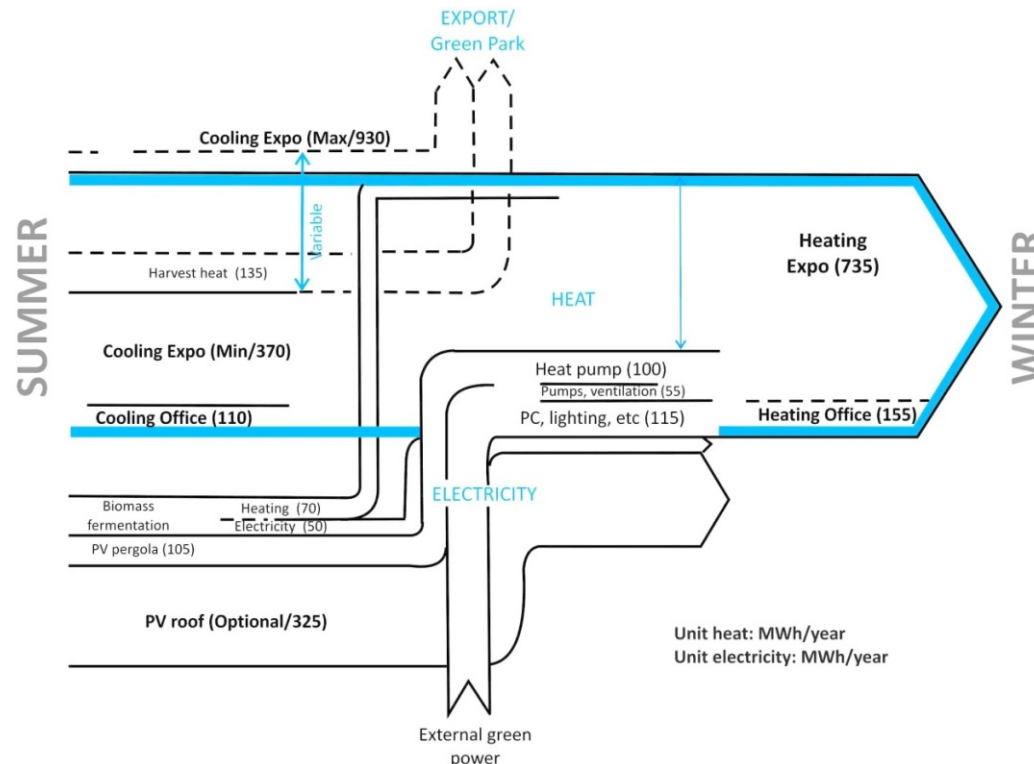 EXPORT/
Green Park
Cooling Expo (Max/930)
SUMMER
Variable
Harvest heat (135)
Heating
Expo (735)
WINTER
HEAT
Cooling Expo (Min/370)
Heat pump (100)
Pumps, ventilation (55)
Cooling Office (110)
PC, lighting, etc (115)
Heating Office (155)
ELECTRICITY
Biomass
fermentation
Heating (70)
Electricity (50)
PV pergola (105)
PV roof (Optional/325)
Unit heat: MWh/year
Unit electricity: MWh/year
External green
power